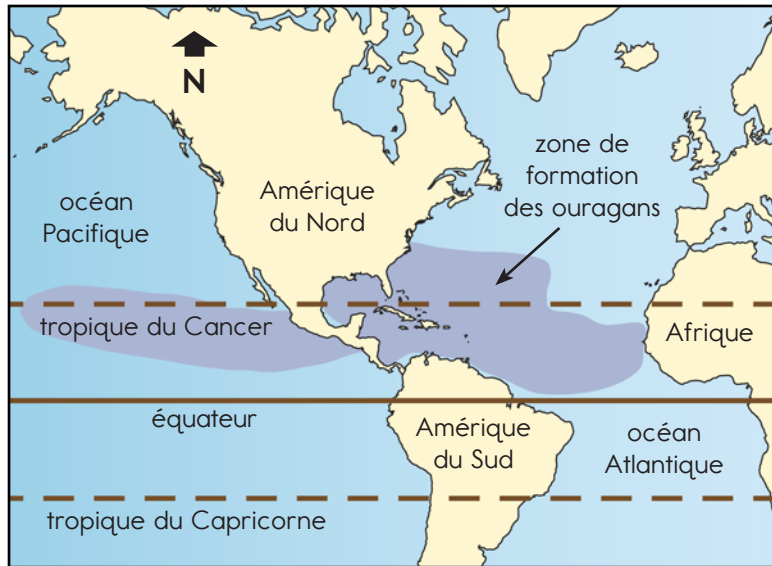 N
zone de
formation
des ouragans
océan
Pacifique
Amérique
du Nord
tropique du Cancer
Afrique
équateur
Amérique
du Sud
océan
Atlantique
tropique du Capricorne